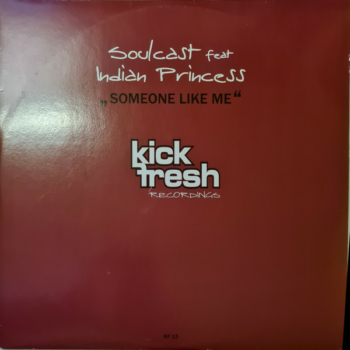 Soulcast feat
Indian Princess
„SOMEONE LIKE ME“
kick
fresh
RECORDINGS